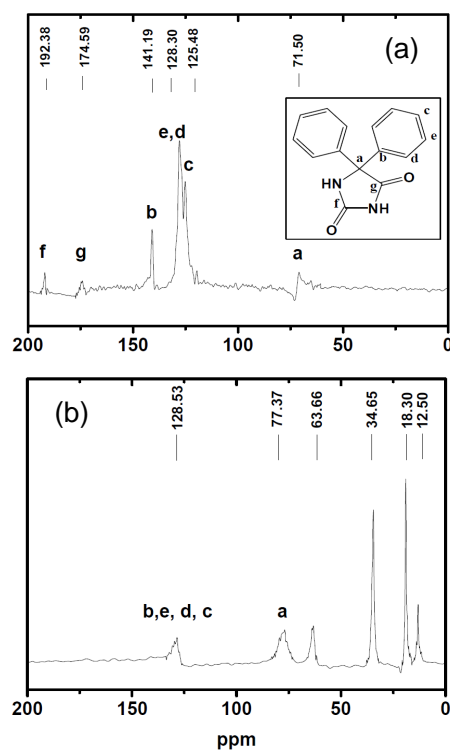 192.38 174.59 141.19 128.30 125.48 71.50 (a)
e,d
c
b
f g a
c
e
d
a b
HN g O
f
NH
O
200 150 100 50 0
128.53 77.37 63.66 34.65 18.30 12.50
(b)
b,e, d, c a
200 150 100 50 0
ppm